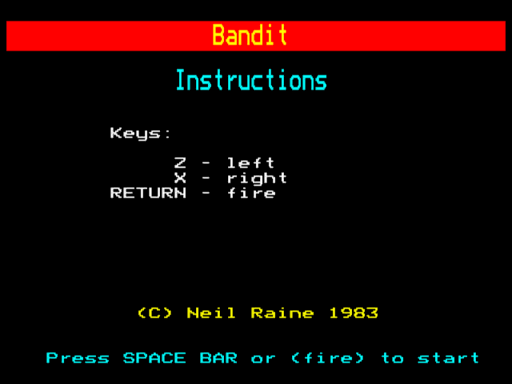 Bandit
Instructions
Keys:
Z - left
X - right
RETURN - fire
(C) Neil Raine 1983
Press SPACE BAR or (fire) to start